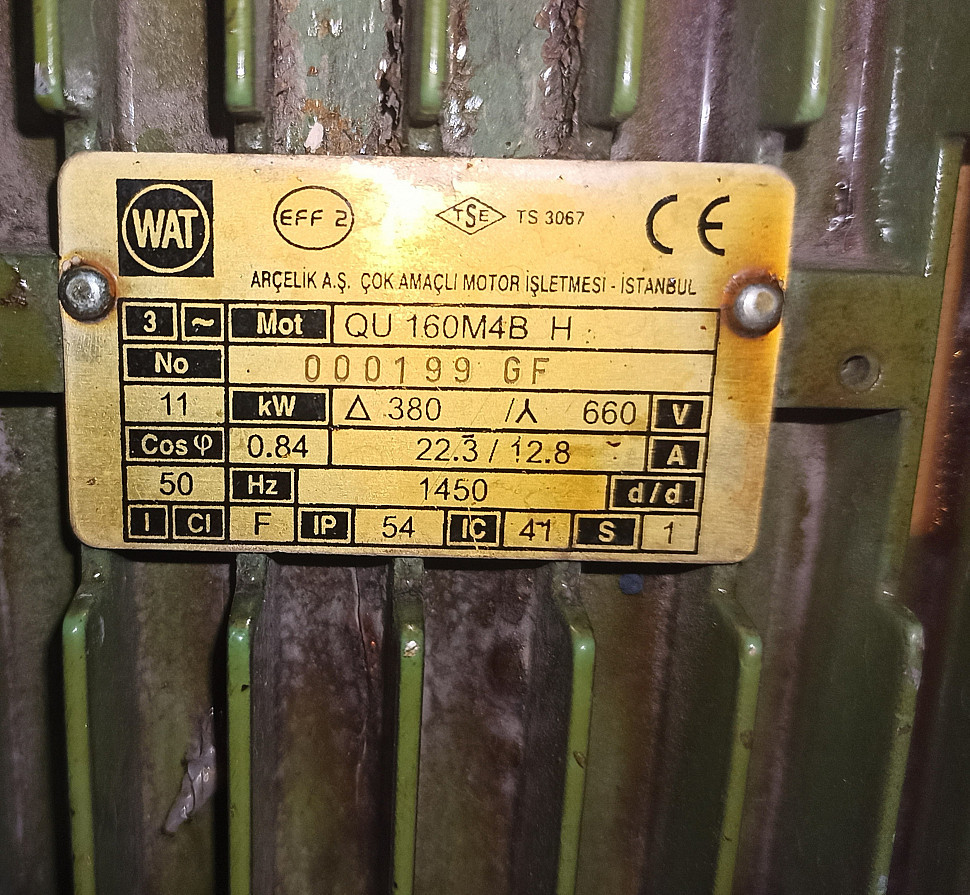 WAT EFF 2 TSE TS 3067 CE
ARÇELİK A.Ş. ÇOK AMAÇLI MOTOR İŞLETMESİ - İSTANBUL
3 ~ Mot QU 160M4B H
No 000199 GF
11 kW Δ 380 / ⅄ 660 V
Cos φ 0.84 22.3 / 12.8 A
50 Hz 1450 d/d
I Cl F IP 54 IC 41 S 1